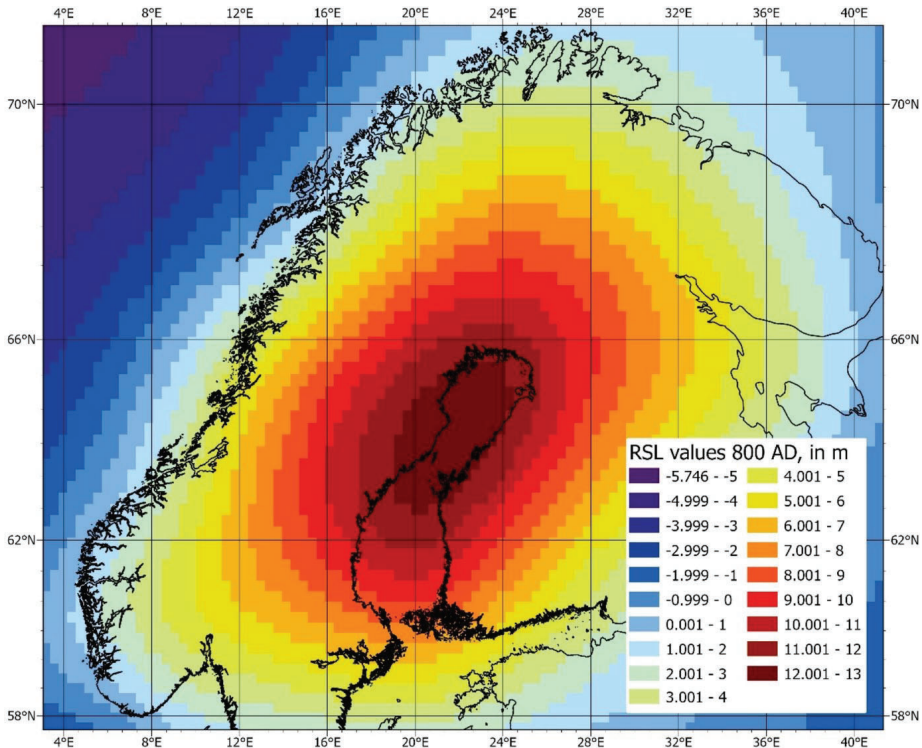 4°E 8°E 12°E 16°E 20°E 24°E 28°E 32°E 36°E 40°E
70°N 70°N
66°N 66°N
RSL values 800 AD, in m
-5.746 - -5 4.001 - 5
-4.999 - -4 5.001 - 6
-3.999 - -3 6.001 - 7
62°N -2.999 - -2 7.001 - 8 62°N
-1.999 - -1 8.001 - 9
-0.999 - 0 9.001 - 10
0.001 - 1 10.001 - 11
1.001 - 2 11.001 - 12
2.001 - 3 12.001 - 13
3.001 - 4
58°N 58°N
4°E 8°E 12°E 16°E 20°E 24°E 28°E 32°E 36°E 40°E